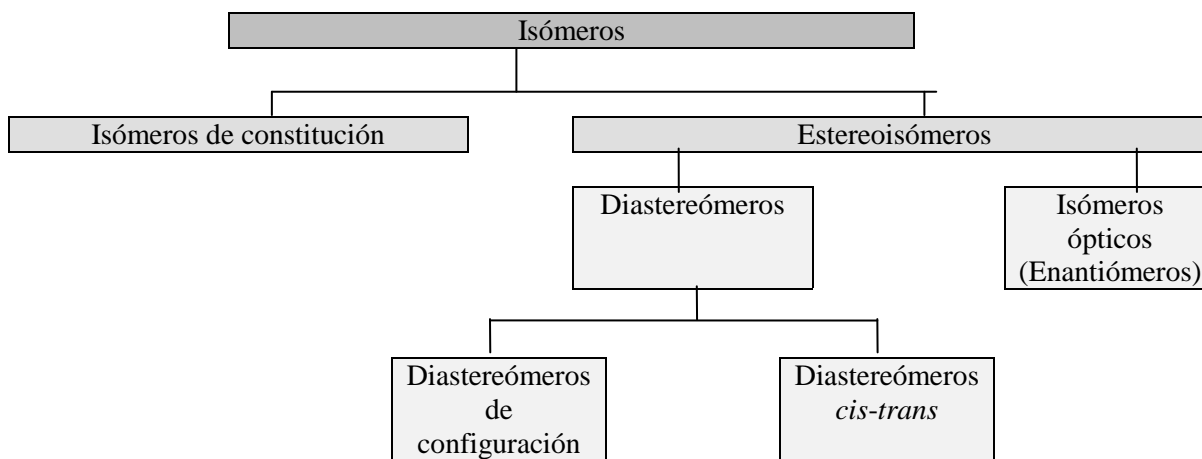 Isómeros
Isómeros de constitución
Estereoisómeros
Diastereómeros
Isómeros
ópticos
(Enantiómeros)
Diastereómeros
de
configuración
Diastereómeros
cis-trans